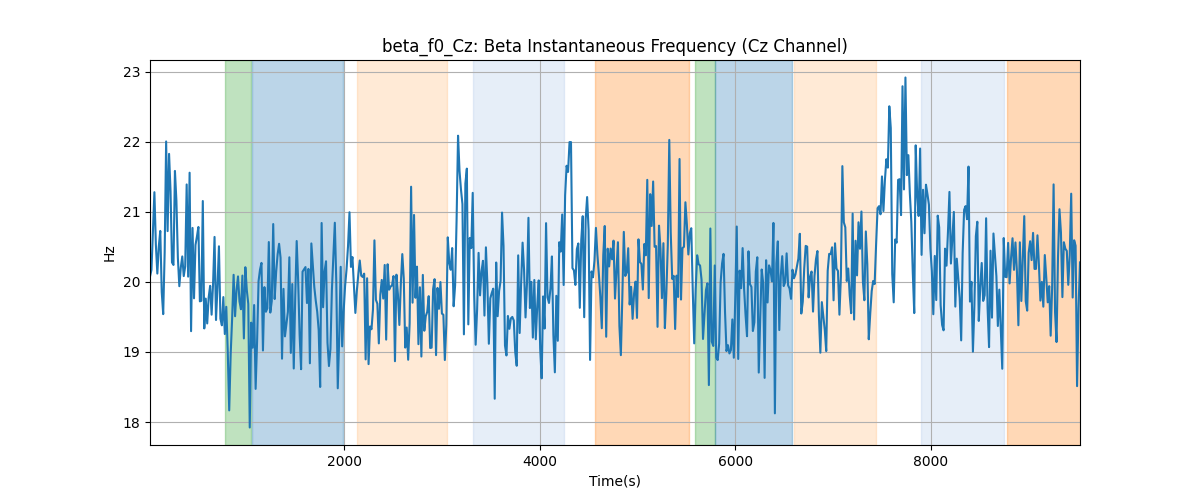 beta_f0_Cz: Beta Instantaneous Frequency (Cz Channel)
23
22
21
20
19
18
Hz
2000 4000 6000 8000
Time(s)